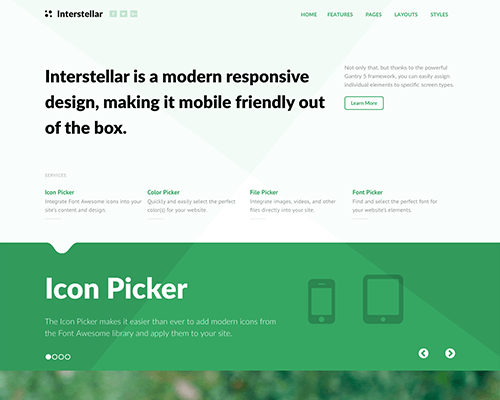 Interstellar
HOME FEATURES PAGES LAYOUTS STYLES
Interstellar is a modern responsive
design, making it mobile friendly out
of the box.
Not only that, but thanks to the powerful
Gantry 5 framework, you can easily assign
individual elements to specific screen types.
Learn More
SERVICES
Icon Picker
Integrate Font Awesome icons into your
site's content and design.
Color Picker
Quickly and easily select the perfect
color(s) for your website.
File Picker
Integrate images, videos, and other
files directly into your site.
Font Picker
Find and select the perfect font for
your website's elements.
Icon Picker
The Icon Picker makes it easier than ever to add modern icons from
the Font Awesome library and apply them to your site.